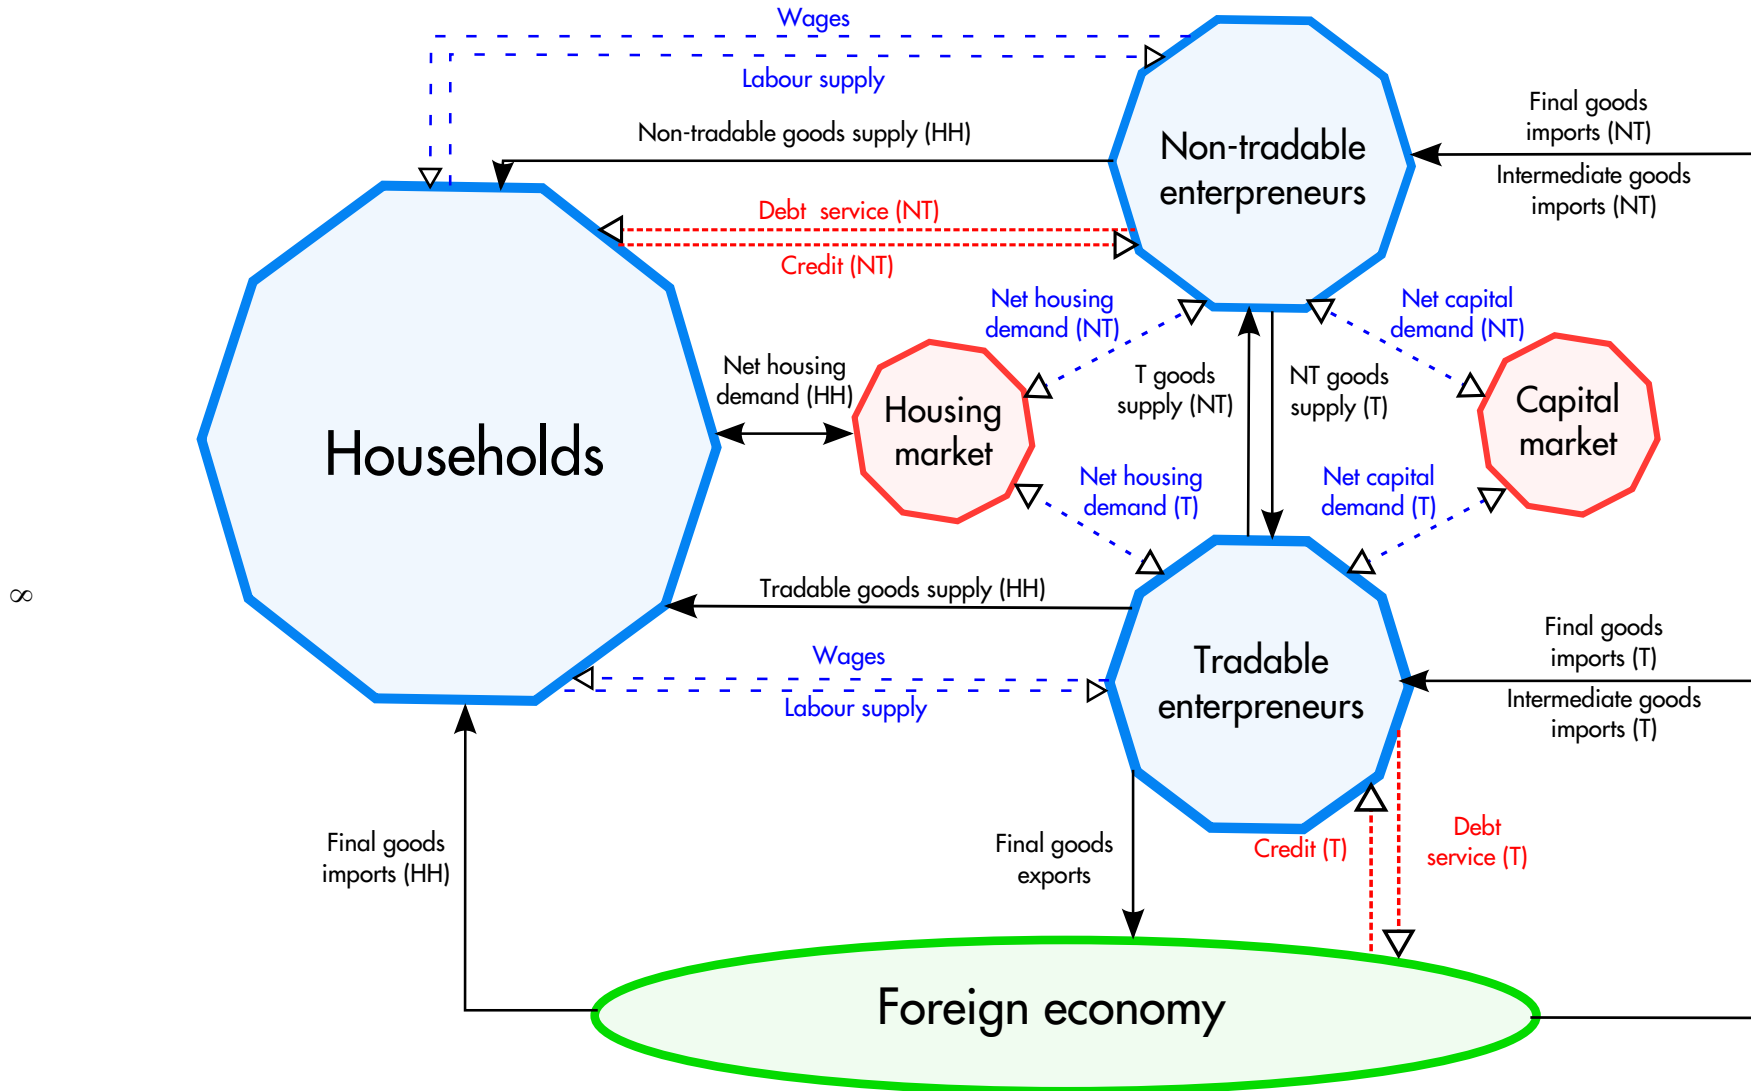 Wages
Labour supply
Non-tradable goods supply (HH)
Non-tradable
enterpreneurs
Final goods
imports (NT)
Intermediate goods
imports (NT)
Debt service (NT)
Credit (NT)
Net housing
demand (NT)
Net capital
demand (NT)
Net housing
demand (HH)
T goods
supply (NT)
NT goods
supply (T)
Households
Housing
market
Capital
market
Net housing
demand (T)
Net capital
demand (T)
∞
Tradable goods supply (HH)
Wages
Labour supply
Tradable
enterpreneurs
Final goods
imports (T)
Intermediate goods
imports (T)
Final goods
imports (HH)
Final goods
exports
Credit (T)
Debt
service (T)
Foreign economy